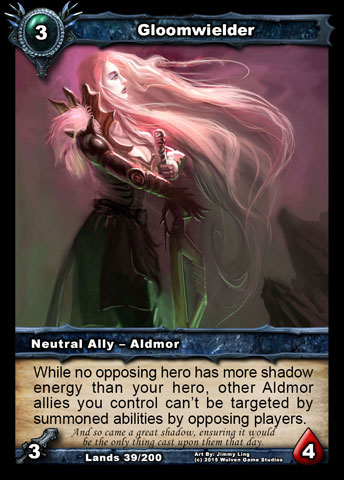 3
Gloomwielder
Neutral Ally – Aldmor
While no opposing hero has more shadow
energy than your hero, other Aldmor
allies you control can't be targeted by
summoned abilities by opposing players.
And so came a great shadow, ensuring it would
be the only thing cast upon them that day.
3
Lands 39/200
Art By: Jimmy Ling
(c) 2015 Wulven Game Studios
4